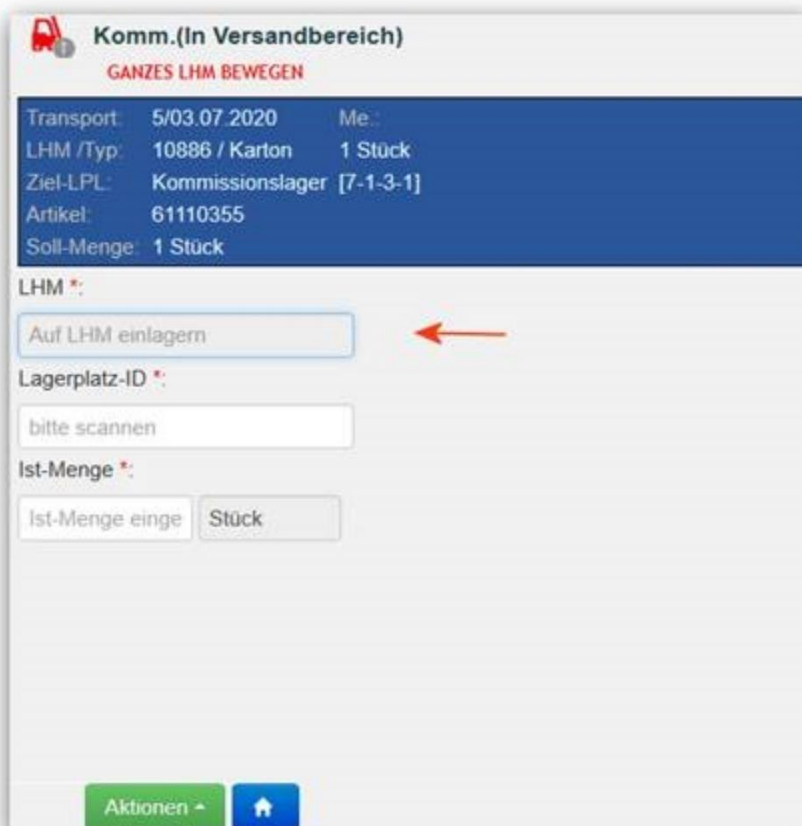 Komm.(In Versandbereich)
GANZES LHM BEWEGEN
Transport: 5/03.07.2020 Me.:
LHM /Typ: 10886 / Karton 1 Stück
Ziel-LPL: Kommissionslager [7-1-3-1]
Artikel: 61110355
Soll-Menge: 1 Stück
LHM *:
Auf LHM einlagern
Lagerplatz-ID *:
bitte scannen
Ist-Menge *:
Ist-Menge einge Stück
Aktionen